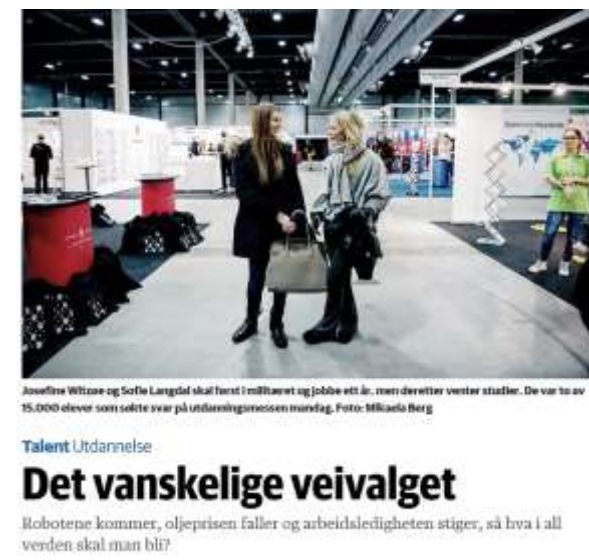 Josefine Witzøe og Sofie Langdal skal først i militæret og jobbe ett år, men deretter venter studier. De var to av
15.000 elever som søkte svar på utdanningsmessen mandag. Foto: Mikaela Berg
Talent Utdannelse
Det vanskelige veivalget
Robotene kommer, oljeprisen faller og arbeidsledigheten stiger, så hva i all
verden skal man bli?